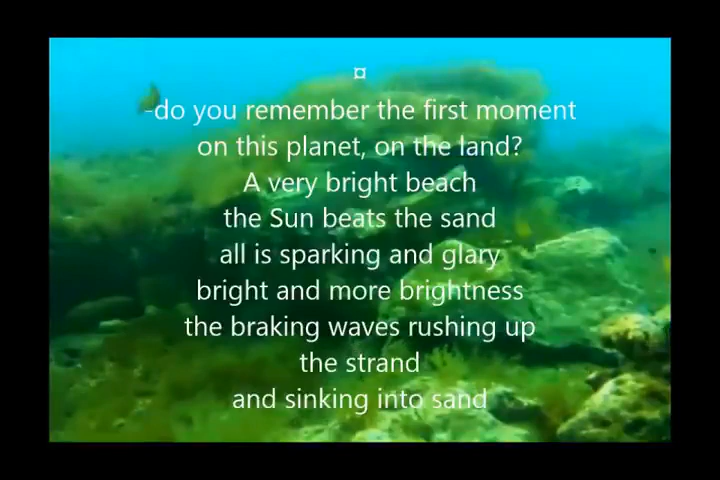 ¤
-do you remember the first moment
on this planet, on the land?
A very bright beach
the Sun beats the sand
all is sparking and glary
bright and more brightness
the braking waves rushing up
the strand
and sinking into sand